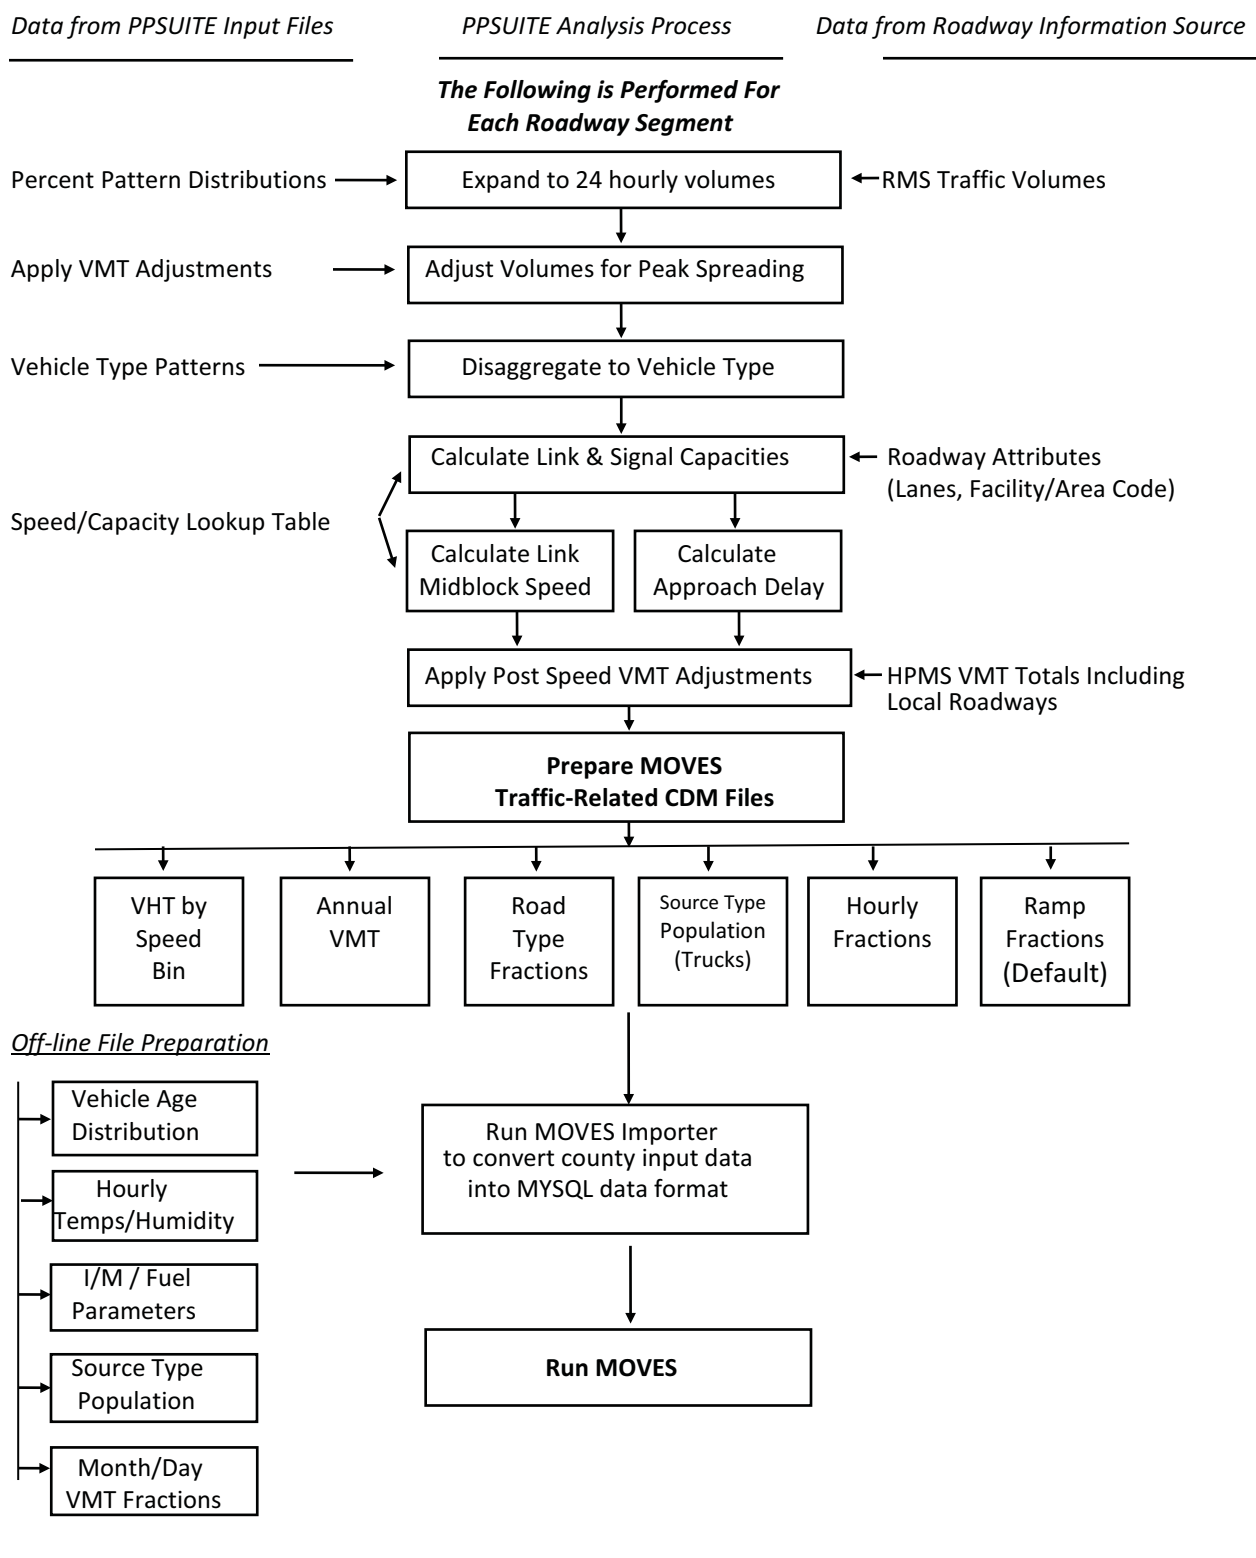 Data from PPSUITE Input Files
PPSUITE Analysis Process
Data from Roadway Information Source
The Following is Performed For
Each Roadway Segment
Percent Pattern Distributions
Expand to 24 hourly volumes
RMS Traffic Volumes
Apply VMT Adjustments
Adjust Volumes for Peak Spreading
Vehicle Type Patterns
Disaggregate to Vehicle Type
Calculate Link & Signal Capacities
Roadway Attributes
(Lanes, Facility/Area Code)
Speed/Capacity Lookup Table
Calculate Link
Midblock Speed
Calculate
Approach Delay
Apply Post Speed VMT Adjustments
HPMS VMT Totals Including
Local Roadways
Prepare MOVES
Traffic-Related CDM Files
VHT by
Speed
Bin
Annual
VMT
Road
Type
Fractions
Source Type
Population
(Trucks)
Hourly
Fractions
Ramp
Fractions
(Default)
Off-line File Preparation
Vehicle Age
Distribution
Hourly
Temps/Humidity
I/M / Fuel
Parameters
Source Type
Population
Month/Day
VMT Fractions
Run MOVES Importer
to convert county input data
into MYSQL data format
Run MOVES